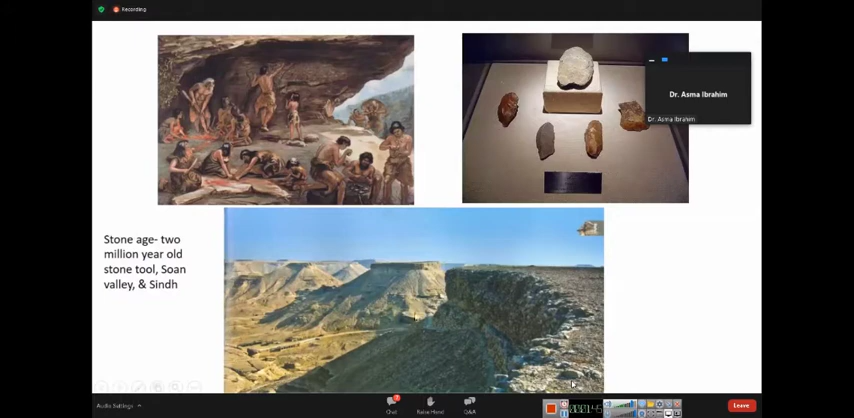 Recording
Dr. Asma Ibrahim
Dr. Asma Ibrahim
Stone age- two
million year old
stone tool, Soan
valley, & Sindh
Audio Settings
Chat
Raise Hand
Q&A
Leave